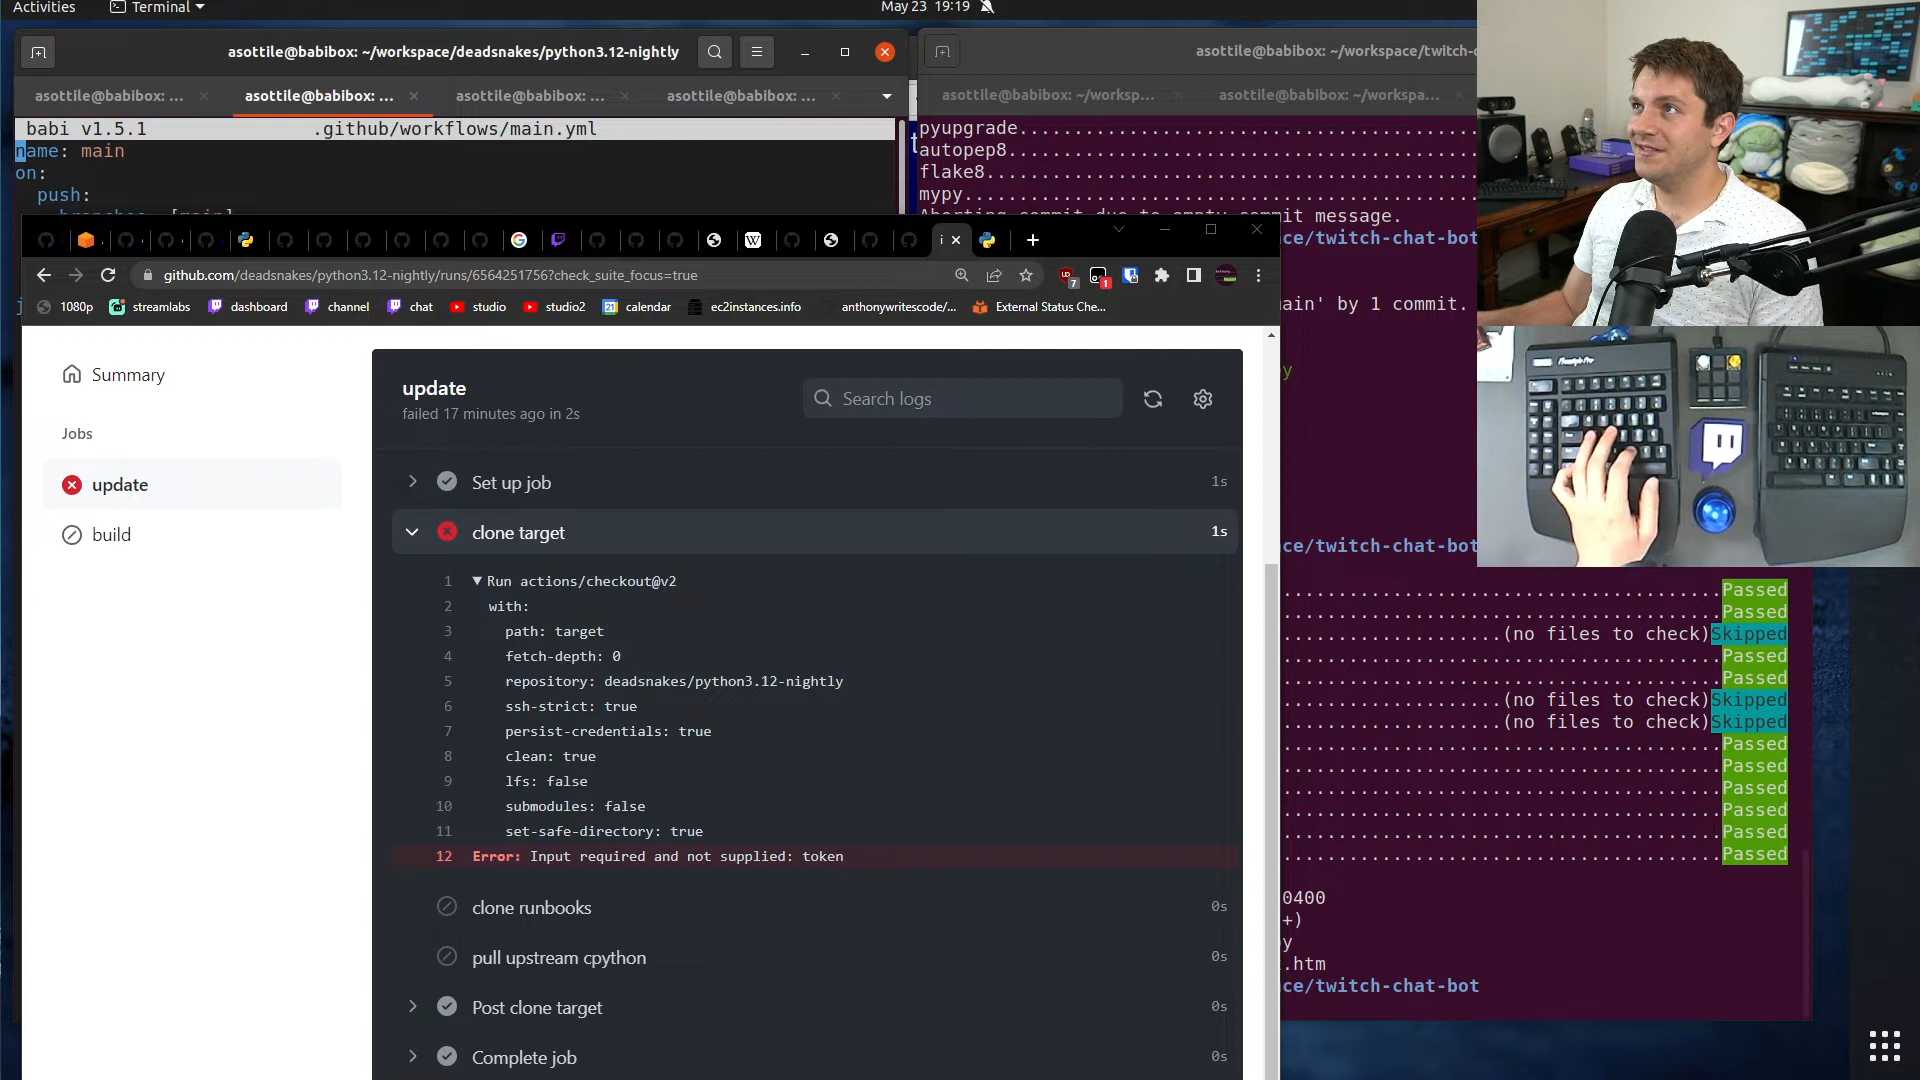 Activities
Terminal
May 23 19:19
asottile@babibox: ~/workspace/deadsnakes/python3.12-nightly
asottile@babibox: ~/workspace/twitch-c
asottile@babibox: ...
asottile@babibox: ...
asottile@babibox: ...
asottile@babibox: ...
asottile@babibox: ~/worksp...
asottile@babibox: ~/workspa...
babi v1.5.1 .github/workflows/main.yml
name: main
on:
push:
branches: [main]
pyupgrade
autopep8
flake8
mypy
Aborting commit due to empty commit message.
ce/twitch-chat-bot
ain' by 1 commit.
y
github.com/deadsnakes/python3.12-nightly/runs/6564251756?check_suite_focus=true
1080p
streamlabs
dashboard
channel
chat
studio
studio2
calendar
ec2instances.info
anthonywritescode/...
External Status Che...
Summary
Jobs
update
build
update
failed 17 minutes ago in 2s
Search logs
Set up job 1s
clone target 1s
1 Run actions/checkout@v2
2 with:
3 path: target
4 fetch-depth: 0
5 repository: deadsnakes/python3.12-nightly
6 ssh-strict: true
7 persist-credentials: true
8 clean: true
9 lfs: false
10 submodules: false
11 set-safe-directory: true
12 Error: Input required and not supplied: token
clone runbooks 0s
pull upstream cpython 0s
Post clone target 0s
Complete job 0s
ce/twitch-chat-bot
Passed
Passed
(no files to check)Skipped
Passed
Passed
(no files to check)Skipped
(no files to check)Skipped
Passed
Passed
Passed
Passed
Passed
Passed
0400
+)
y
.htm
ce/twitch-chat-bot